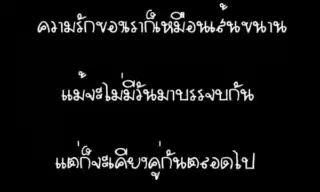 ความรักของเราก็เหมือนเส้นขนาน
แม้จะไม่มีวันมาบรรจบกัน
แต่ก็จะเคียงคู่กันตลอดไป